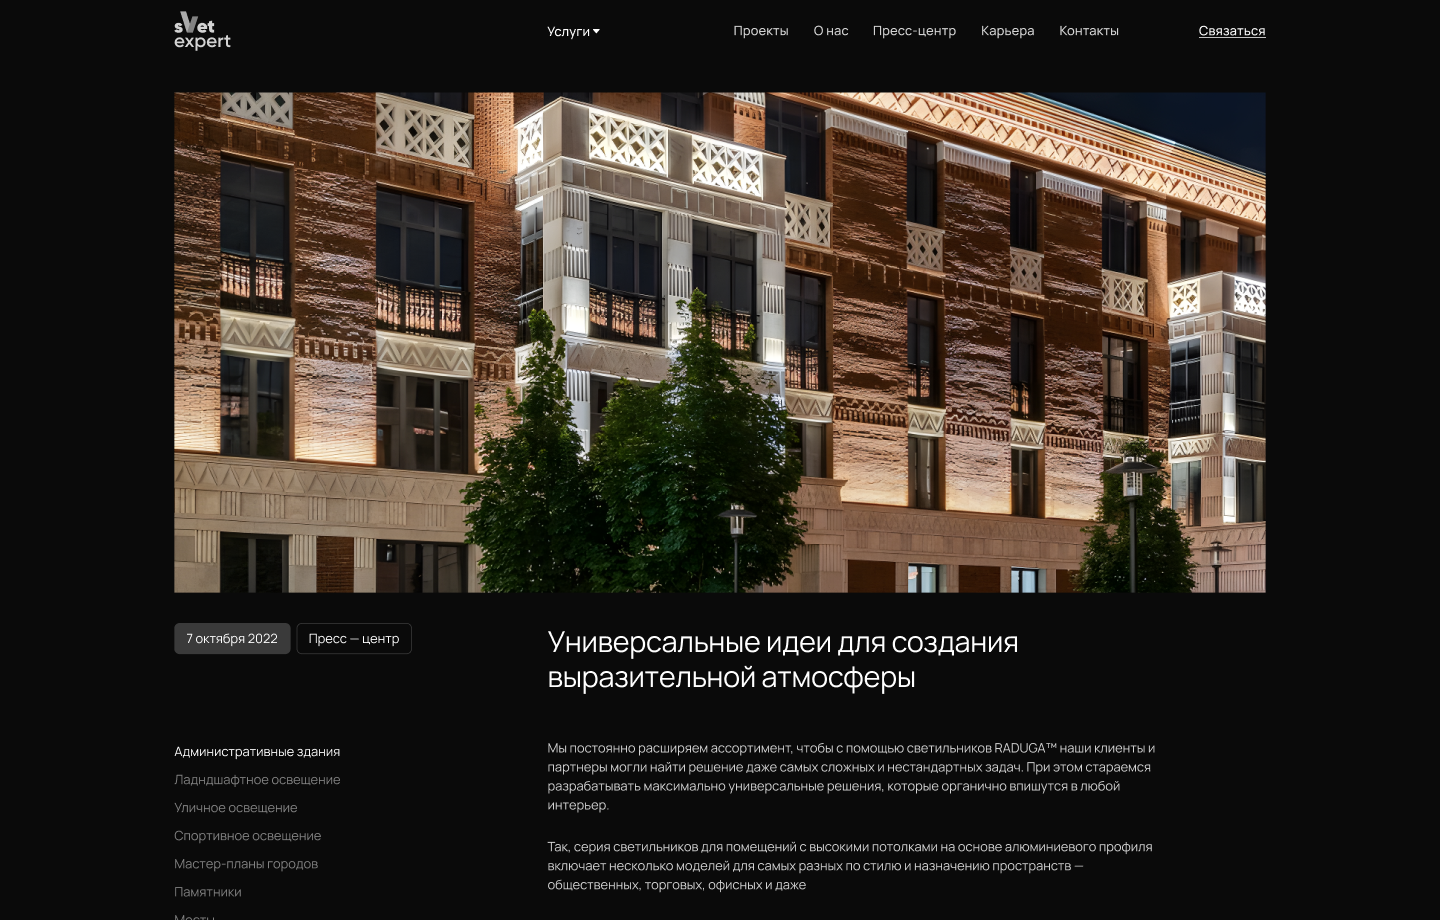 sVet
expert
Услуги
Проекты
О нас
Пресс-центр
Карьера
Контакты
Связаться
7 октября 2022
Пресс — центр
Универсальные идеи для создания
выразительной атмосферы
Административные здания
Ладндшафтное освещение
Уличное освещение
Спортивное освещение
Мастер-планы городов
Памятники
Мосты
Мы постоянно расширяем ассортимент, чтобы с помощью светильников RADUGA™ наши клиенты и
партнеры могли найти решение даже самых сложных и нестандартных задач. При этом стараемся
разрабатывать максимально универсальные решения, которые органично впишутся в любой
интерьер.
Так, серия светильников для помещений с высокими потолками на основе алюминиевого профиля
включает несколько моделей для самых разных по стилю и назначению пространств —
общественных, торговых, офисных и даже